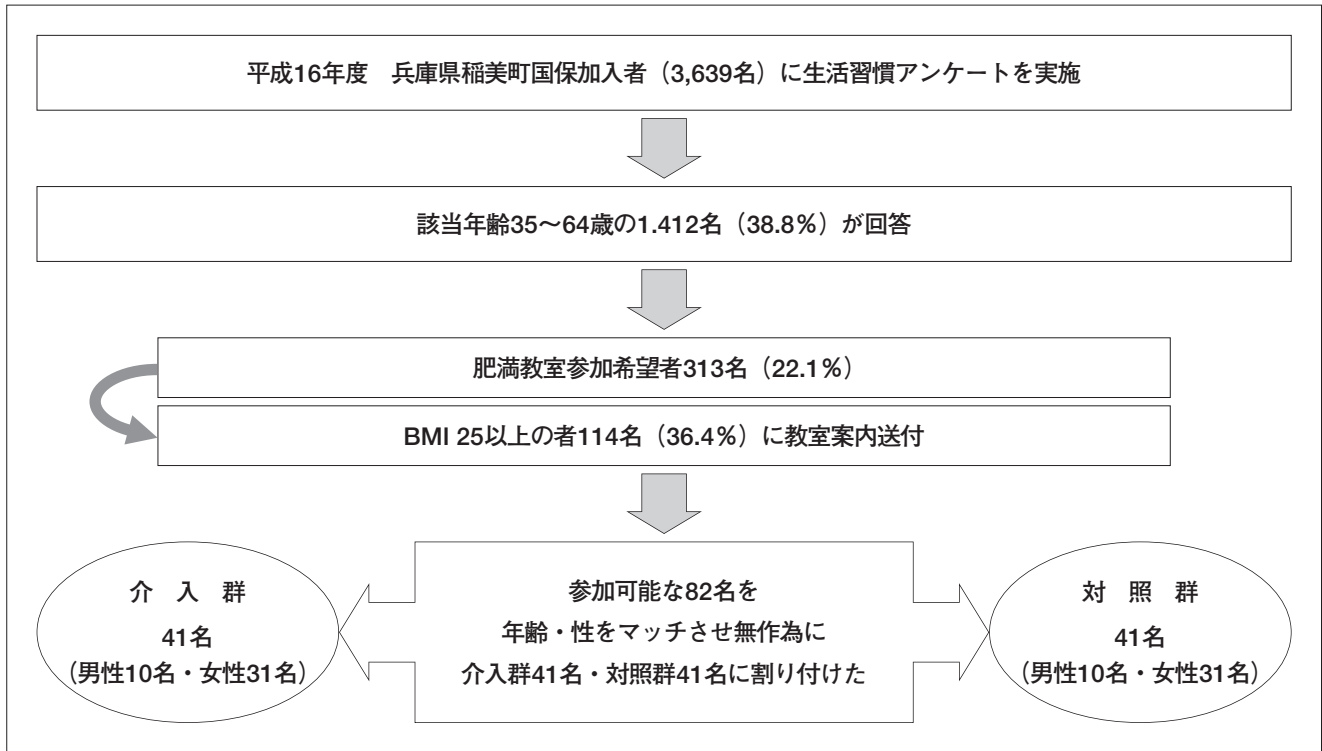 平成16年度　兵庫県稲美町国保加入者（3,639名）に生活習慣アンケートを実施
該当年齢35～64歳の1.412名（38.8％）が回答
肥満教室参加希望者313名（22.1％）
BMI 25以上の者114名（36.4％）に教室案内送付
介　入　群
41名
（男性10名・女性31名）
参加可能な82名を
年齢・性をマッチさせ無作為に
介入群41名・対照群41名に割り付けた
対　照　群
41名
（男性10名・女性31名）